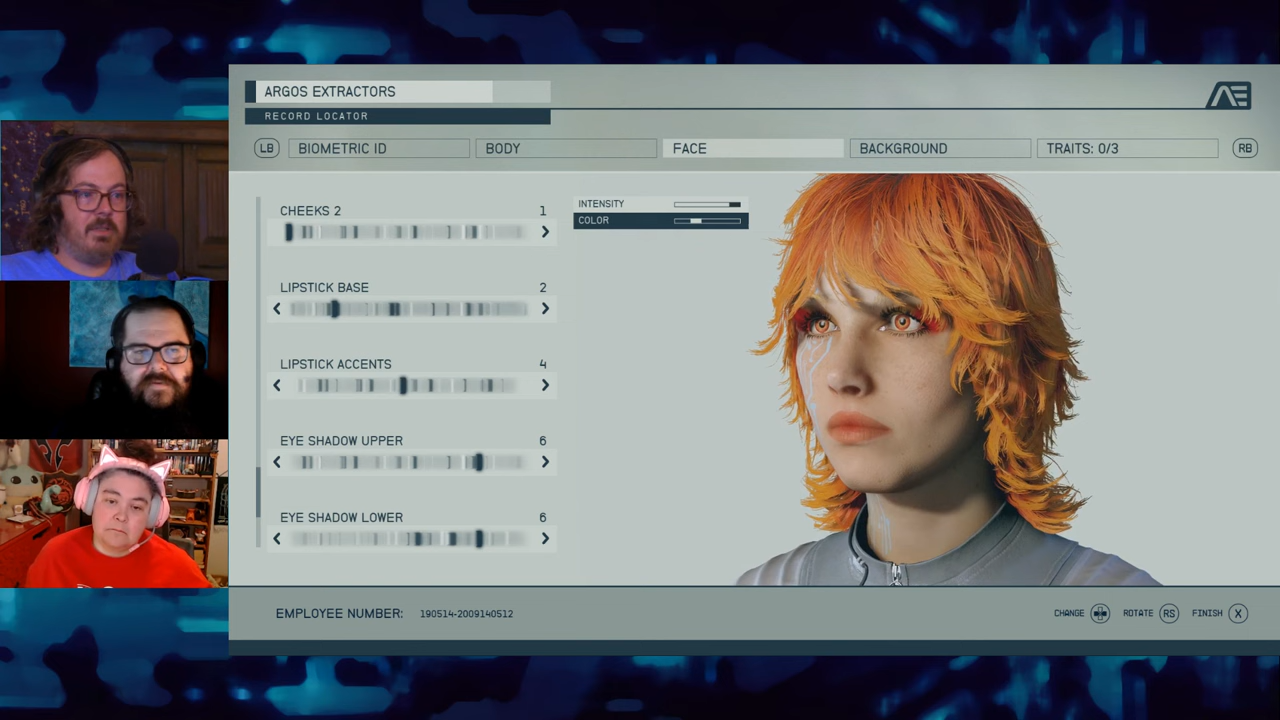 ARGOS EXTRACTORS
RECORD LOCATOR
LB BIOMETRIC ID BODY FACE BACKGROUND TRAITS: 0/3 RB
CHEEKS 2 1
INTENSITY
COLOR
LIPSTICK BASE 2
LIPSTICK ACCENTS 4
EYE SHADOW UPPER 6
EYE SHADOW LOWER 6
EMPLOYEE NUMBER: 190514-2009140512
CHANGE ROTATE RS FINISH X